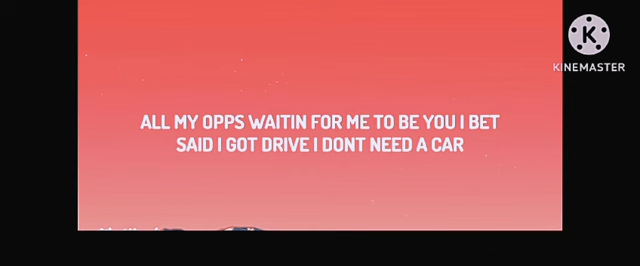 ALL MY OPPS WAITIN FOR ME TO BE YOU I BET
SAID I GOT DRIVE I DONT NEED A CAR
K
KINEMASTER